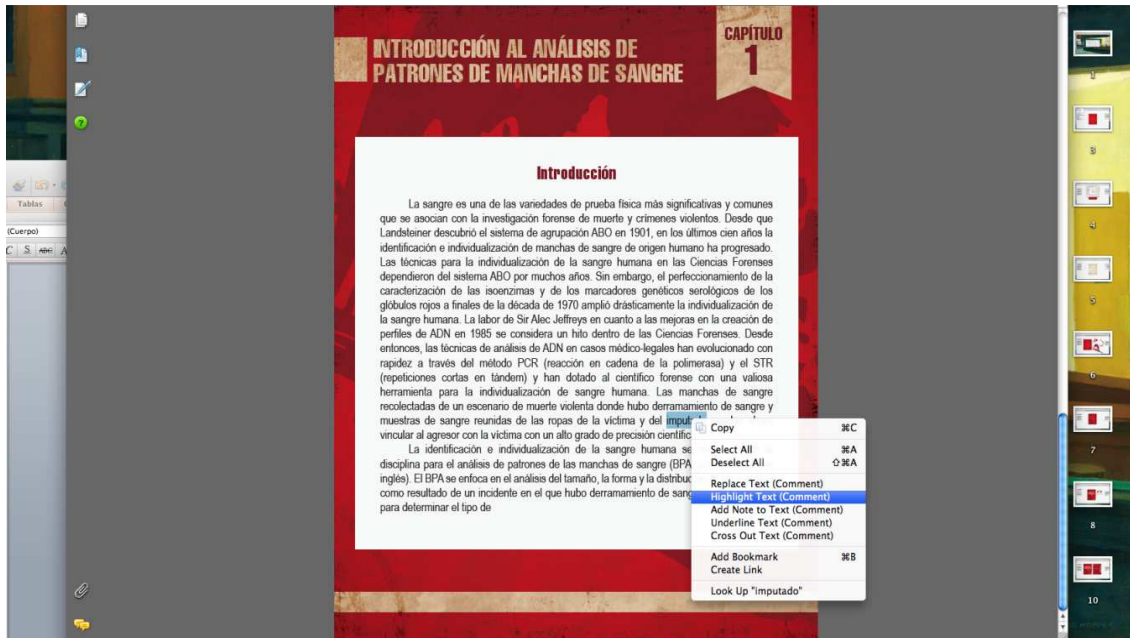 CAPÍTULO
1
INTRODUCCIÓN AL ANÁLISIS DE
PATRONES DE MANCHAS DE SANGRE
Introducción
La sangre es una de las variedades de prueba física más significativas y comunes
que se asocian con la investigación forense de muerte y crímenes violentos. Desde que
Landsteiner descubrió el sistema de agrupación ABO en 1901, en los últimos cien años la
identificación e individualización de manchas de sangre de origen humano ha progresado.
Las técnicas para la individualización de la sangre humana en las Ciencias Forenses
dependieron del sistema ABO por muchos años. Sin embargo, el perfeccionamiento de la
caracterización de las isoenzimas y de los marcadores genéticos serológicos de los
glóbulos rojos a finales de la década de 1970 amplió drásticamente la individualización de
la sangre humana. La labor de Sir Alec Jeffreys en cuanto a las mejoras en la creación de
perfiles de ADN en 1985 se considera un hito dentro de las Ciencias Forenses. Desde
entonces, las técnicas de análisis de ADN en casos médico-legales han evolucionado con
rapidez a través del método PCR (reacción en cadena de la polimerasa) y el STR
(repeticiones cortas en tándem) y han dotado al científico forense con una valiosa
herramienta para la individualización de sangre humana. Las manchas de sangre
recolectadas de un escenario de muerte violenta donde hubo derramamiento de sangre y
muestras de sangre reunidas de las ropas de la víctima y del
vincular al agresor con la víctima con un alto grado de precisión
La identificación e individualización de la sangre humana
disciplina para el análisis de patrones de las manchas de sangre (BPA
inglés). El BPA se enfoca en el análisis del tamaño, la forma y la
como resultado de un incidente en el que hubo derramamiento de
para determinar el tipo de
Copy ⌘C
Select All ⌘A
Deselect All ⇧⌘A
Replace Text (Comment)
Highlight Text (Comment)
Add Note to Text (Comment)
Underline Text (Comment)
Cross Out Text (Comment)
Add Bookmark ⌘B
Create Link
Look Up "imputado"
Tablas
(Cuerpo)
C S ABC A
1
3
4
5
6
7
8
10